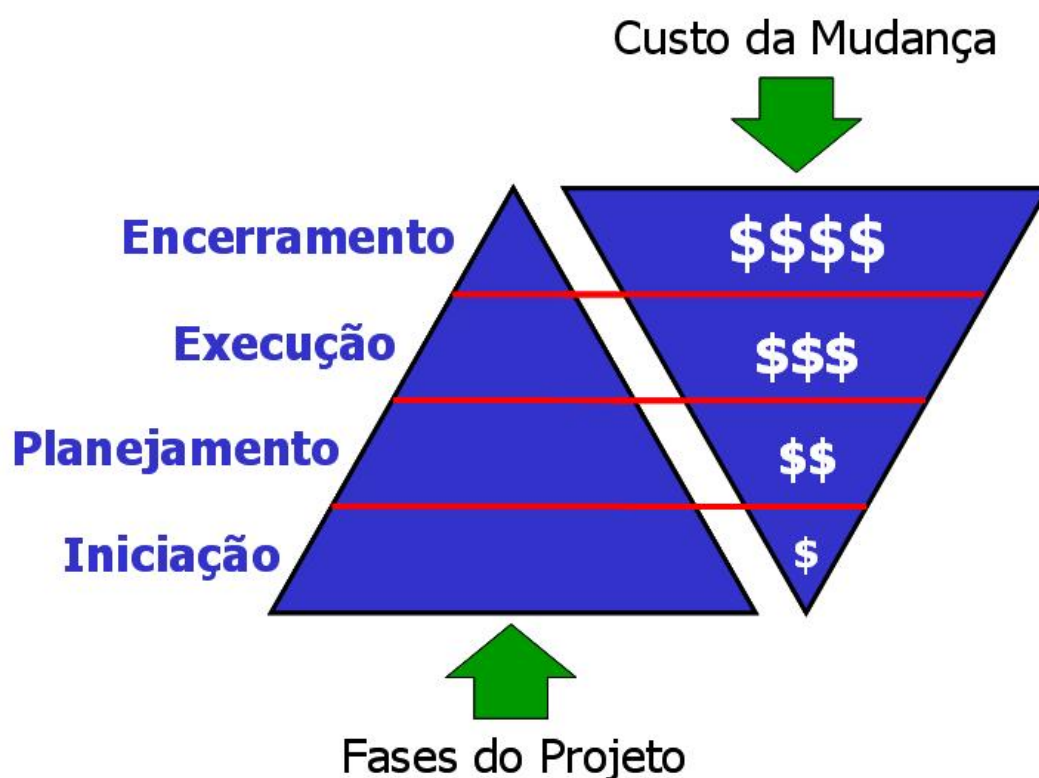 Custo da Mudança
Encerramento
$$$$
Execução
$$$
Planejamento
$$
Iniciação
$
Fases do Projeto